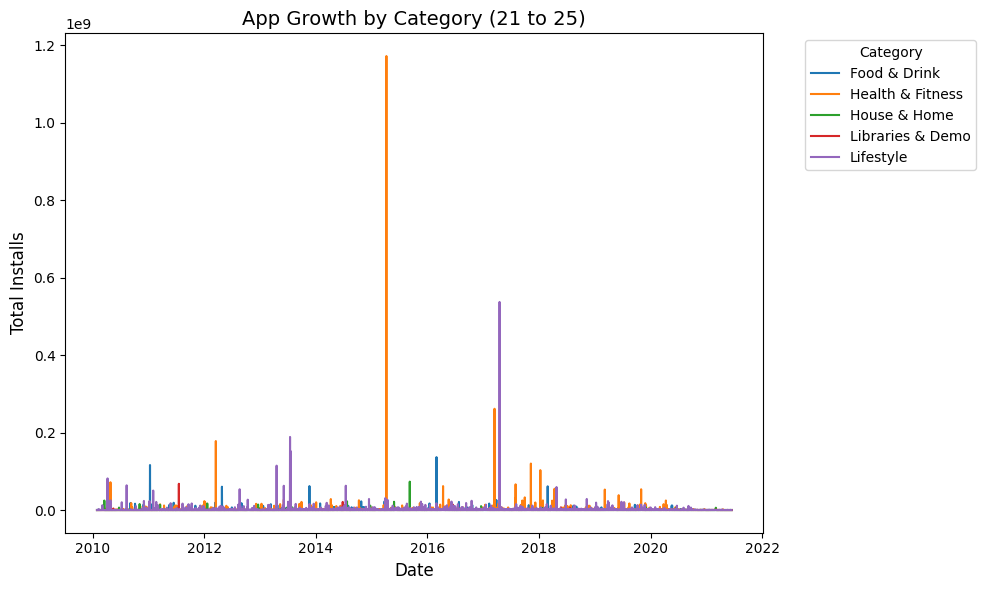 App Growth by Category (21 to 25)
1e9
1.2
1.0
0.8
0.6
0.4
0.2
0.0
Total Installs
2010
2012
2014
2016
2018
2020
2022
Date
Category
Food & Drink
Health & Fitness
House & Home
Libraries & Demo
Lifestyle